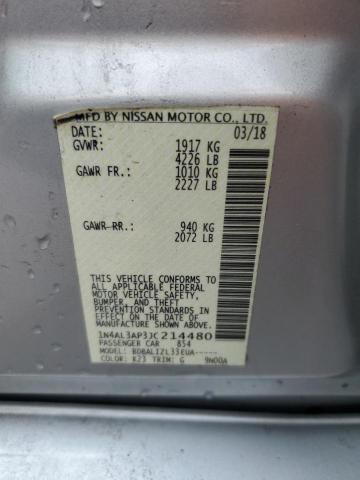 MFD BY NISSAN MOTOR CO., LTD.
DATE: 03/18
GVWR: 1917 KG
4226 LB
GAWR FR.: 1010 KG
2227 LB
GAWR RR.: 940 KG
2072 LB
THIS VEHICLE CONFORMS TO
ALL APPLICABLE FEDERAL
MOTOR VEHICLE SAFETY,
BUMPER, AND THEFT
PREVENTION STANDARDS
IN EFFECT ON THE DATE OF
MANUFACTURE SHOWN ABOVE.
1N4AL3AP3JC214480
PASSENGER CAR 854
MODEL: BDBALIZL33EUA-----
COLOR: K23 TRIM: G 9N00A